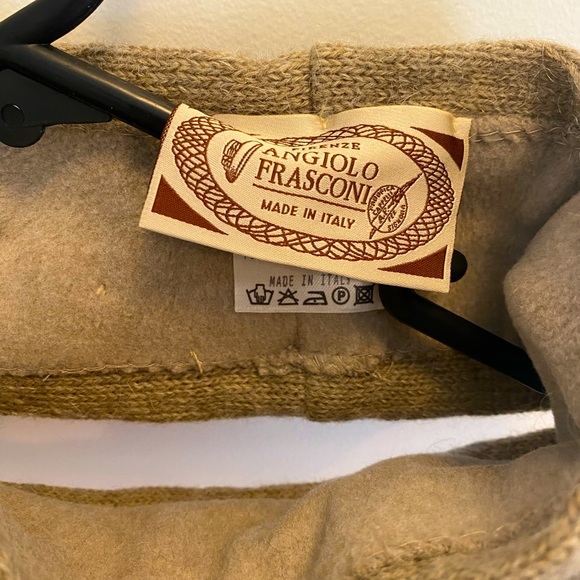 FIRENZE
ANGIOLO
FRASCONI
MADE IN ITALY
MADE IN ITALY
P